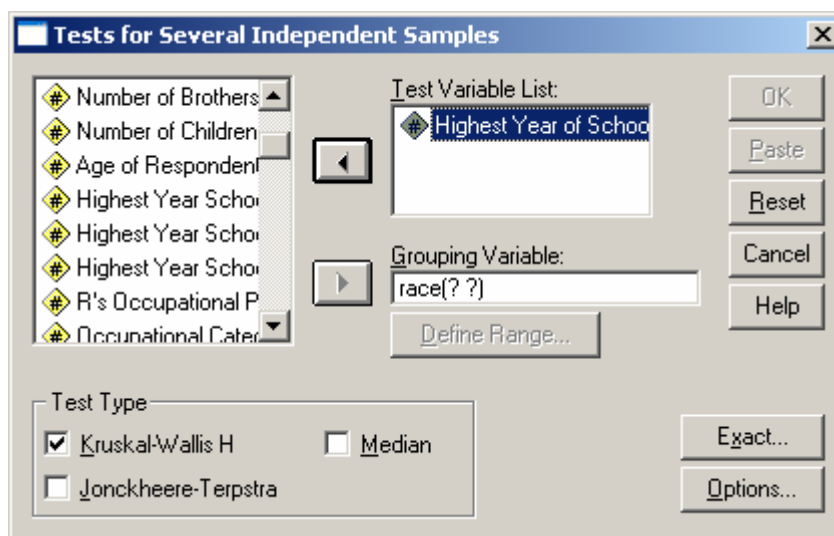 Tests for Several Independent Samples
Number of Brothers
Number of Children
Age of Respondent
Highest Year Schoo
Highest Year Schoo
Highest Year Schoo
R's Occupational P
Occupational Categ
Test Variable List:
Highest Year of Schoo
Grouping Variable:
race(? ?)
Define Range...
OK
Paste
Reset
Cancel
Help
Test Type
Kruskal-Wallis H
Median
Jonckheere-Terpstra
Exact...
Options...